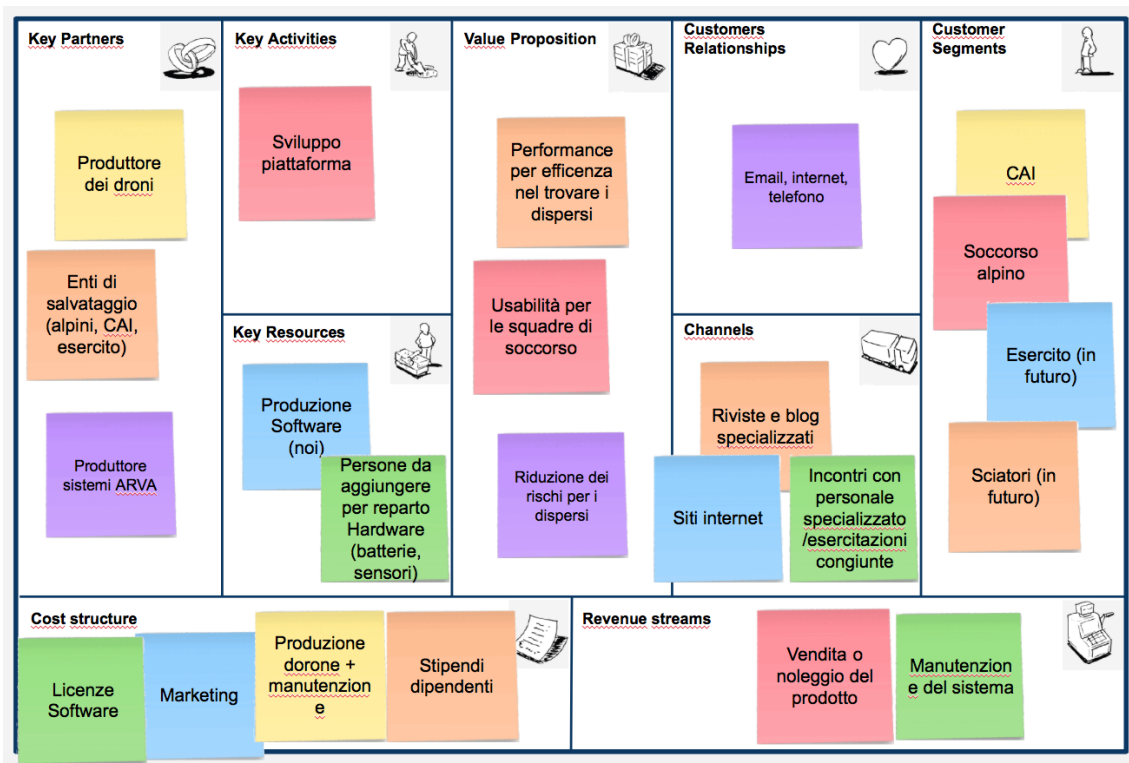 Key Partners
Produttore
dei droni
Enti di
salvataggio
(alpini, CAI,
esercito)
Produttore
sistemi ARVA
Key Activities
Sviluppo
piattaforma
Key Resources
Produzione
Software
(noi)
Persone da
aggiungere
per reparto
Hardware
(batterie,
sensori)
Value Proposition
Performance
per efficenza
nel trovare i
dispersi
Usabilità per
le squadre di
soccorso
Riduzione dei
rischi per i
dispersi
Customers
Relationships
Email, internet,
telefono
Channels
Riviste e blog
specializzati
Siti internet
Incontri con
personale
specializzato
/esercitazioni
congiunte
Customer
Segments
CAI
Soccorso
alpino
Esercito (in
futuro)
Sciatori (in
futuro)
Cost structure
Licenze
Software
Marketing
Produzione
dorone +
manutenzion
e
Stipendi
dipendenti
Revenue streams
Vendita o
noleggio del
prodotto
Manutenzion
e del sistema